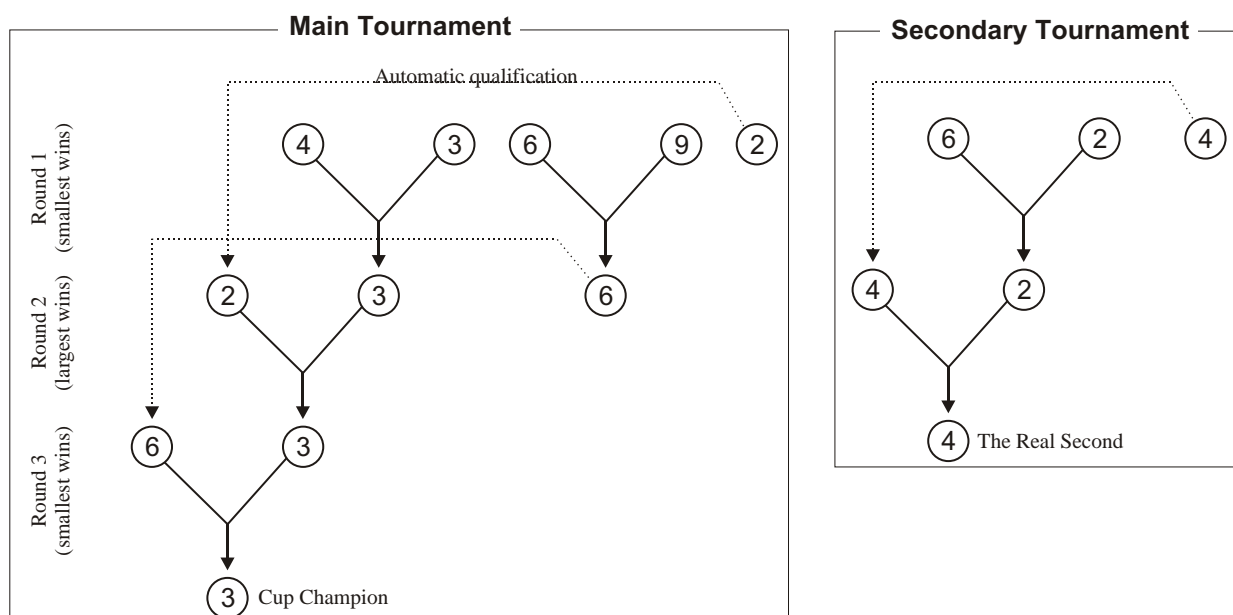 Main Tournament
Automatic qualification
Round 1
(smallest wins)
4 3 6 9 2
Round 2
(largest wins)
2 3 6
Round 3
(smallest wins)
6 3
3 Cup Champion
Secondary Tournament
6 2 4
4 2
4 The Real Second